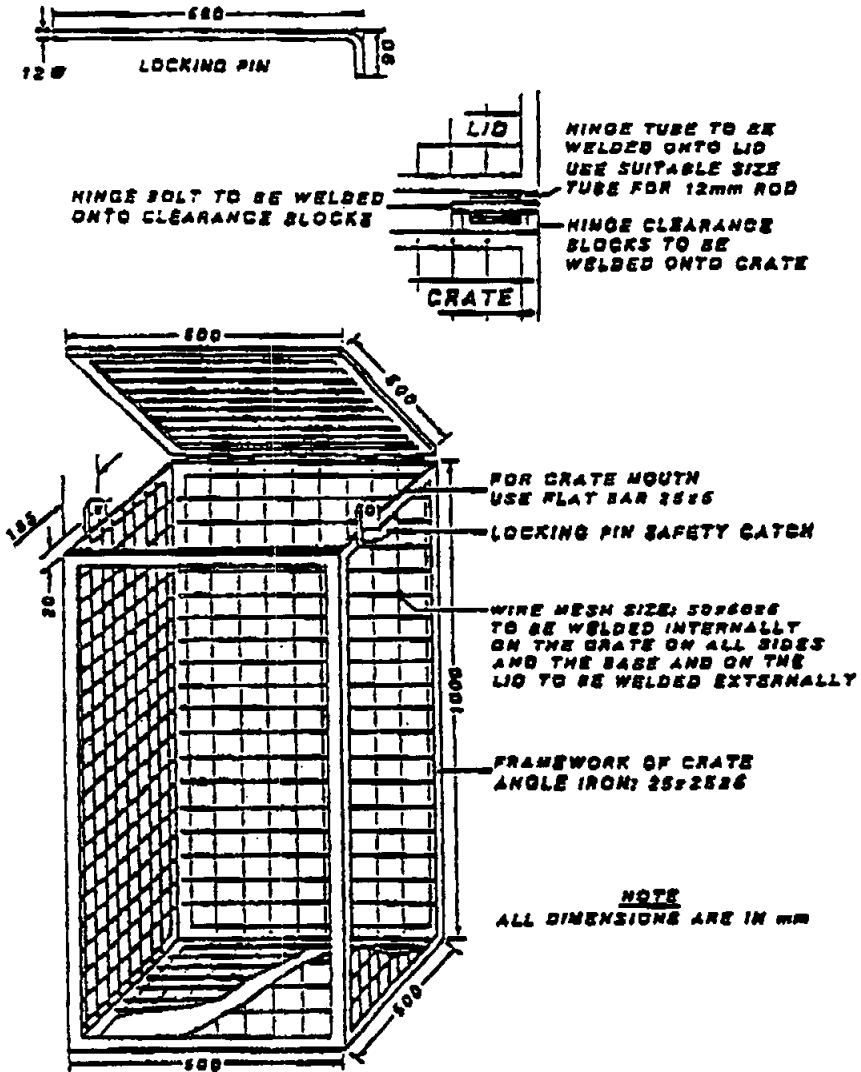 12 ø
LOCKING PIN
LID
HINGE TUBE TO BE
WELDED ONTO LID
USE SUITABLE SIZE
TUBE FOR 12mm ROD
HINGE BOLT TO BE WELDED
ONTO CLEARANCE BLOCKS
HINGE CLEARANCE
BLOCKS TO BE
WELDED ONTO CRATE
CRATE
500
500
FOR CRATE MOUTH
USE FLAT BAR
LOCKING PIN SAFETY CATCH
20
WIRE MESH SIZE;
TO BE WELDED INTERNALLY
ON THE CRATE ON ALL SIDES
AND THE BASE AND ON THE
LID TO BE WELDED EXTERNALLY
1000
FRAMEWORK OF CRATE
ANGLE IRON;
NOTE
ALL DIMENSIONS ARE IN mm
500
500